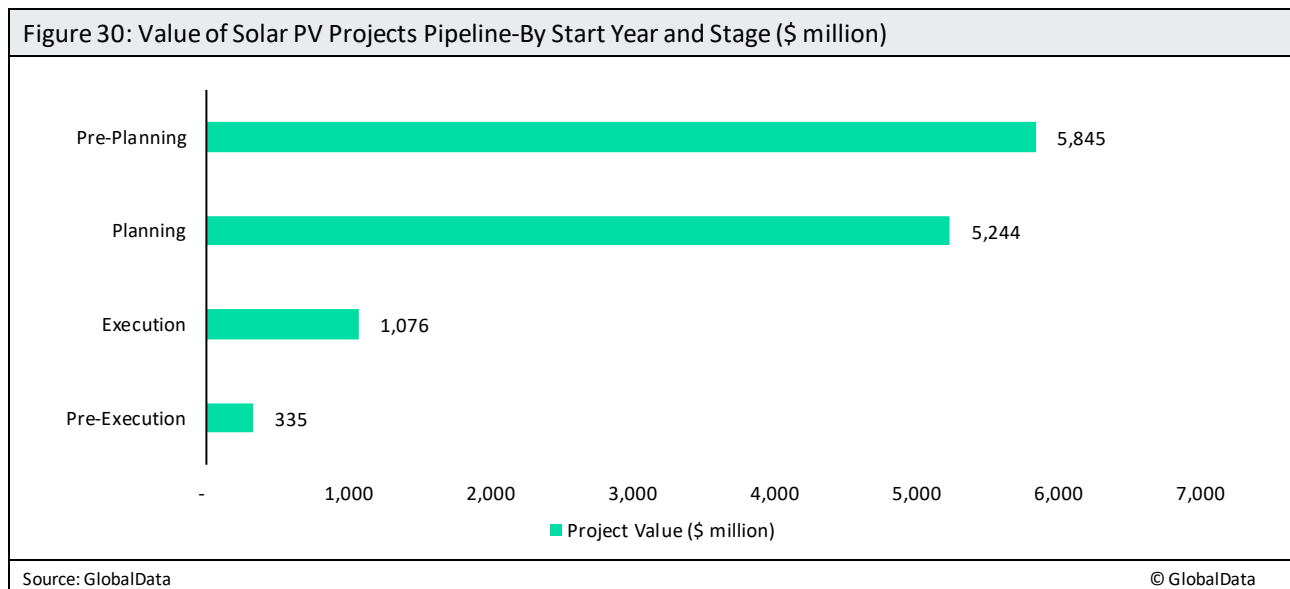 Figure 30: Value of Solar PV Projects Pipeline-By Start Year and Stage ($ million)
Pre-Planning
5,845
Planning
5,244
Execution
1,076
Pre-Execution
335
- 1,000 2,000 3,000 4,000 5,000 6,000 7,000
Project Value ($ million)
Source: GlobalData © GlobalData